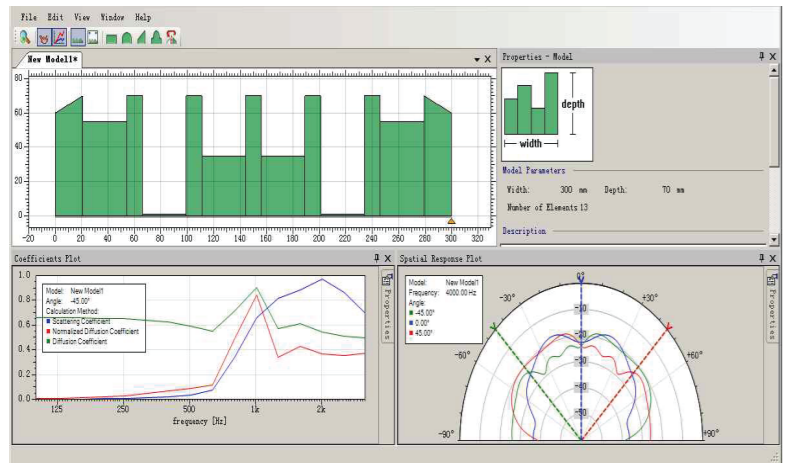 File Edit View Window Help
New Model1*
80
60
40
20
0
-20 0 20 40 60 80 100 120 140 160 180 200 220 240 260 280 300 320
Properties - Model
depth
width
Model Parameters
Width: 300 mm Depth: 70 mm
Number of Elements 13
Description
Coefficients Plot
1.0
0.8
0.6
0.4
0.2
0.0
Model: New Model1
Angle: -45.00°
Calculation Method:
Scattering Coefficient
Normalized Diffusion Coefficient
Diffusion Coefficient
125 250 500 1k 2k
frequency [Hz]
Properties
Spatial Response Plot
Model: New Model1
Frequency: 4000.00 Hz
Angle:
-45.00°
0.00°
45.00°
0°
-30° +30°
-60° +60°
-90° +90°
-10
-20
-30
-40
-50
Properties